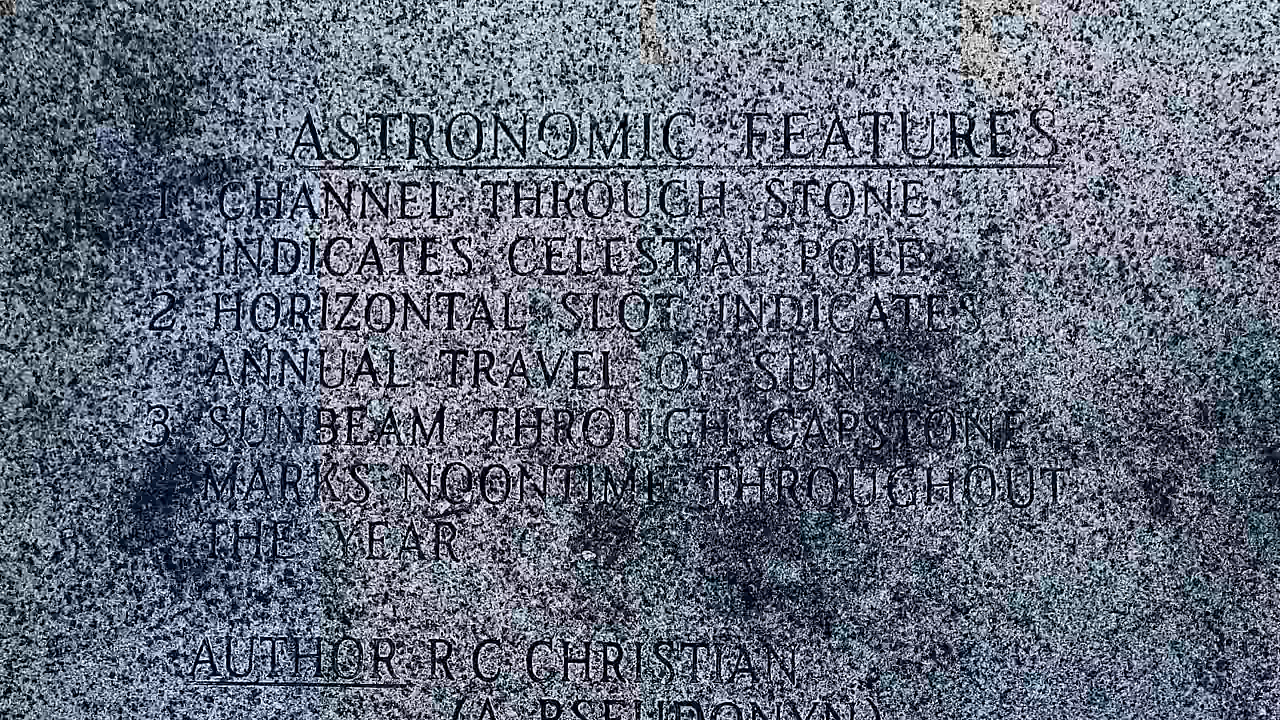 ASTRONOMIC FEATURES
1. CHANNEL THROUGH STONE
INDICATES CELESTIAL POLE
2. HORIZONTAL SLOT INDICATES
ANNUAL TRAVEL OF SUN
3. SUNBEAM THROUGH CAPSTONE
MARKS NOONTIME THROUGHOUT
THE YEAR
AUTHOR R C CHRISTIAN
(A PSEUDONYN)